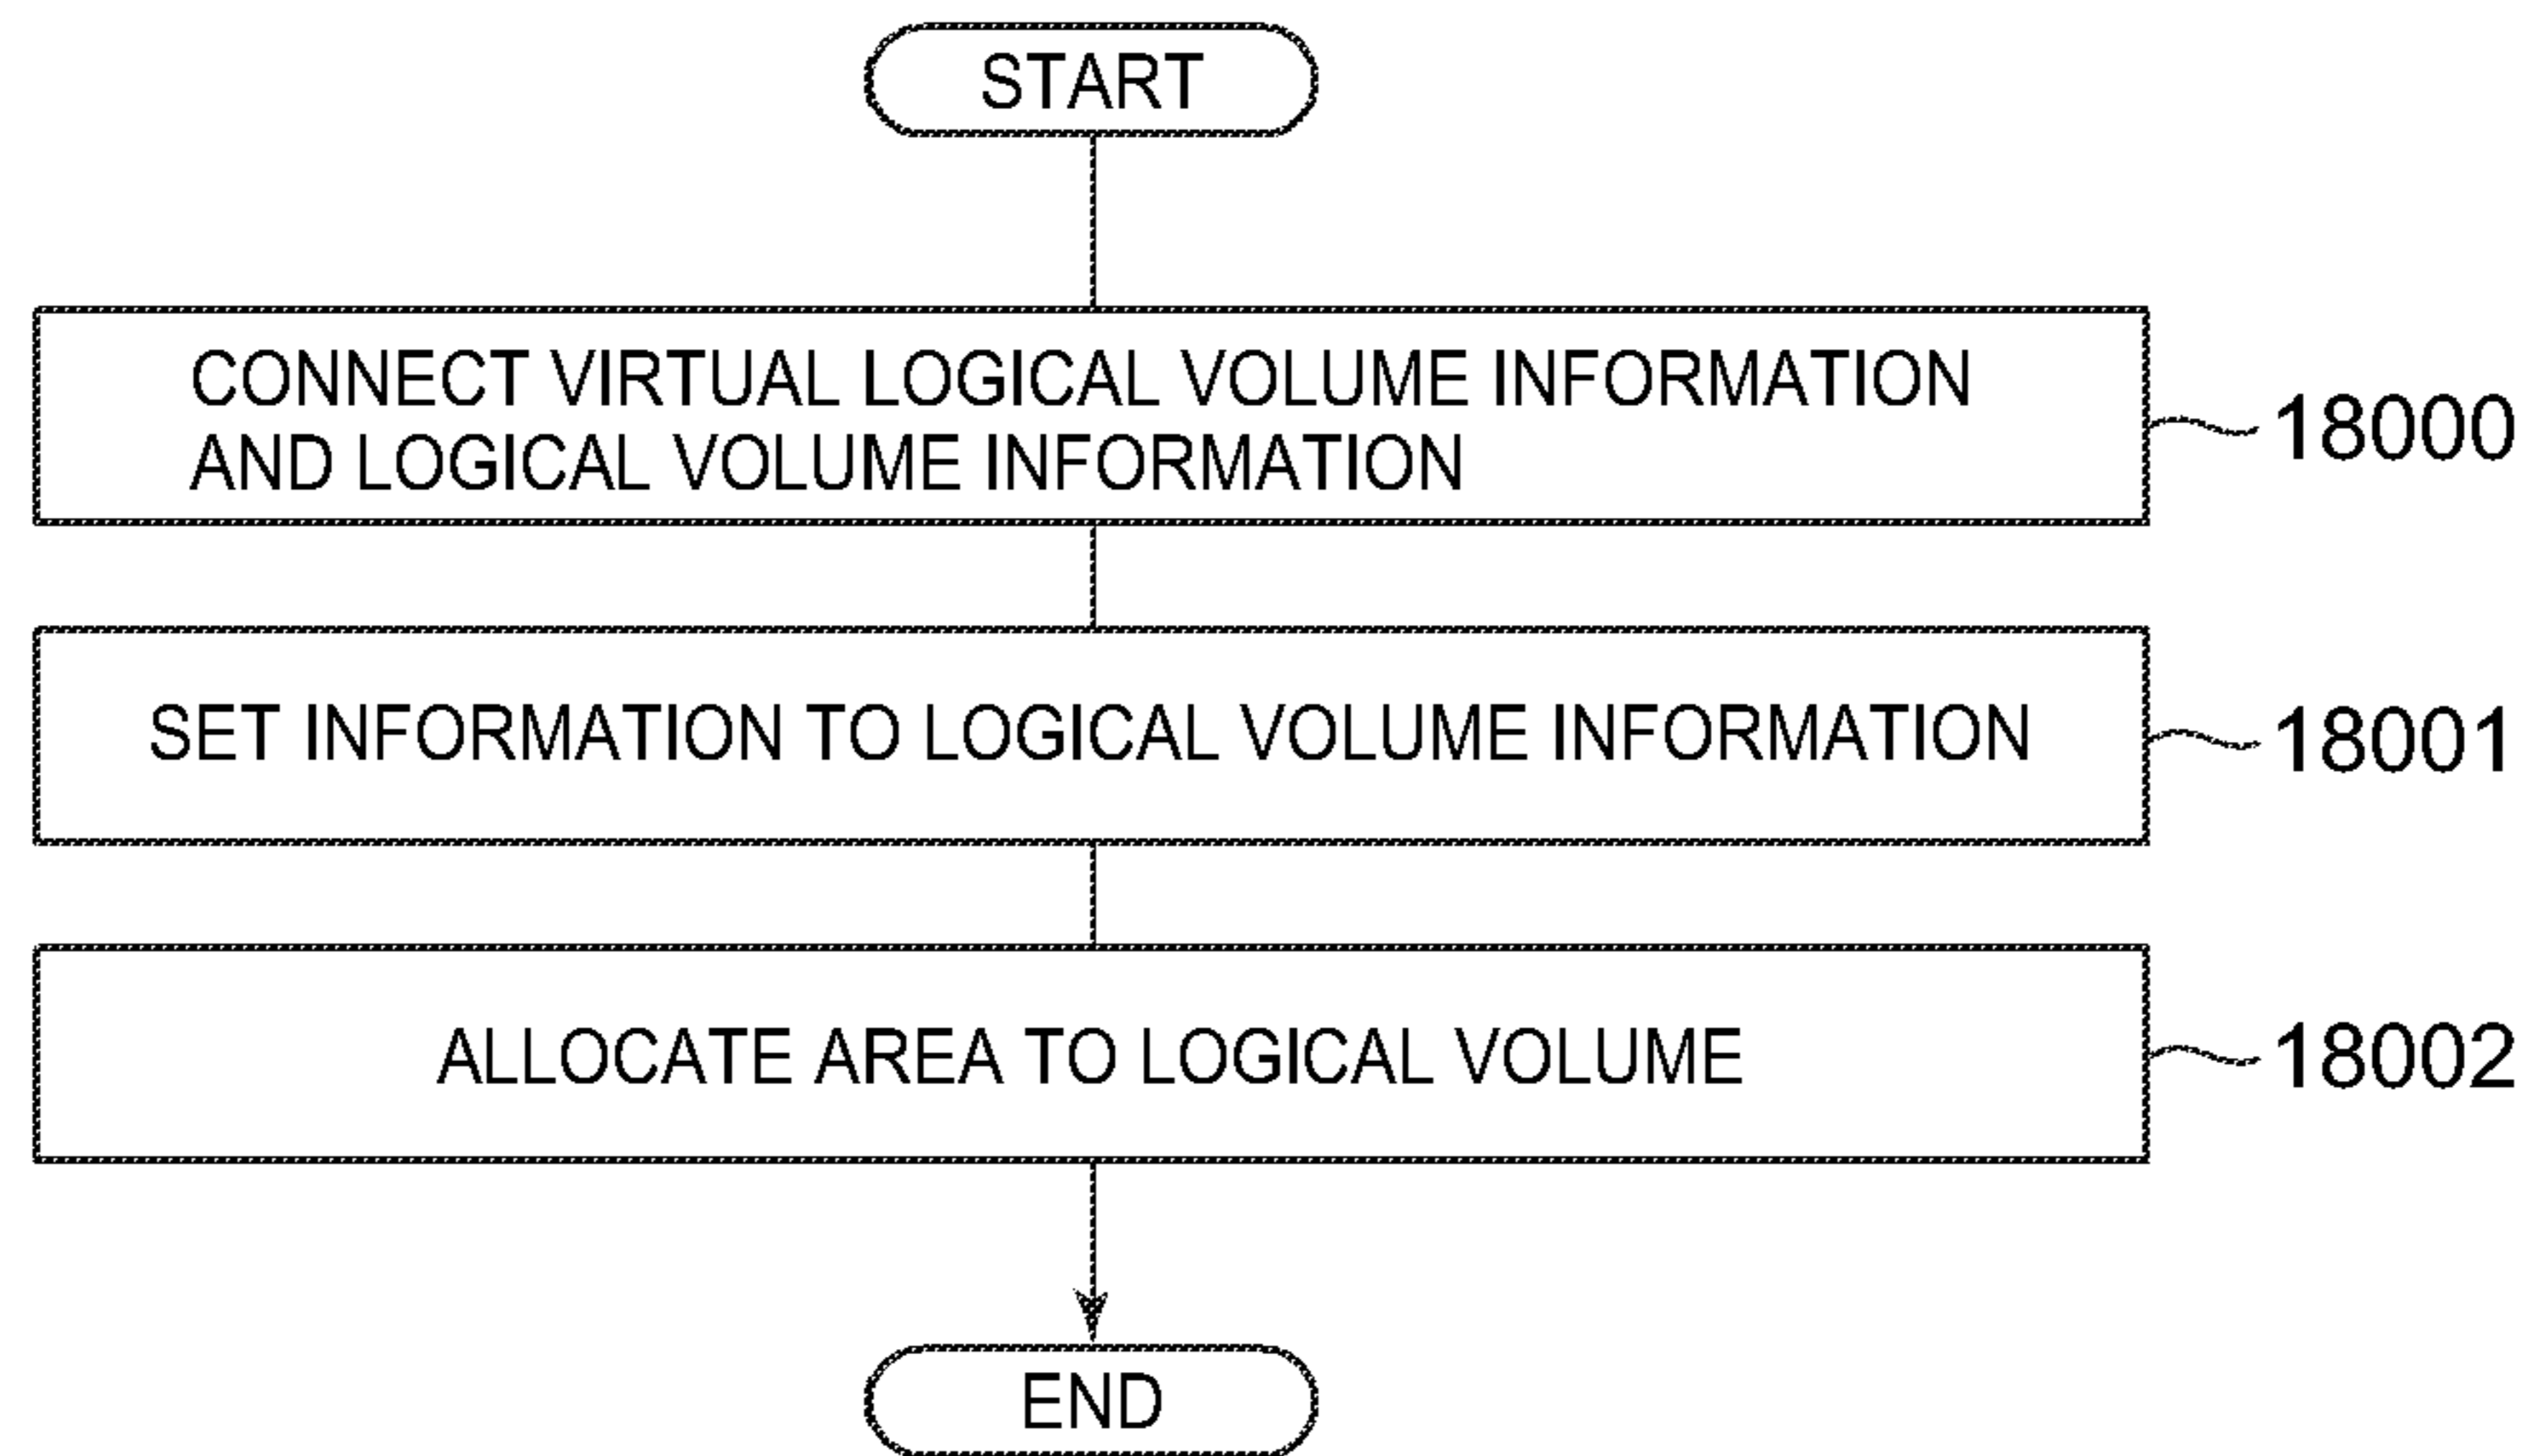 START
CONNECT VIRTUAL LOGICAL VOLUME INFORMATION
AND LOGICAL VOLUME INFORMATION
18000
SET INFORMATION TO LOGICAL VOLUME INFORMATION
18001
ALLOCATE AREA TO LOGICAL VOLUME
18002
END